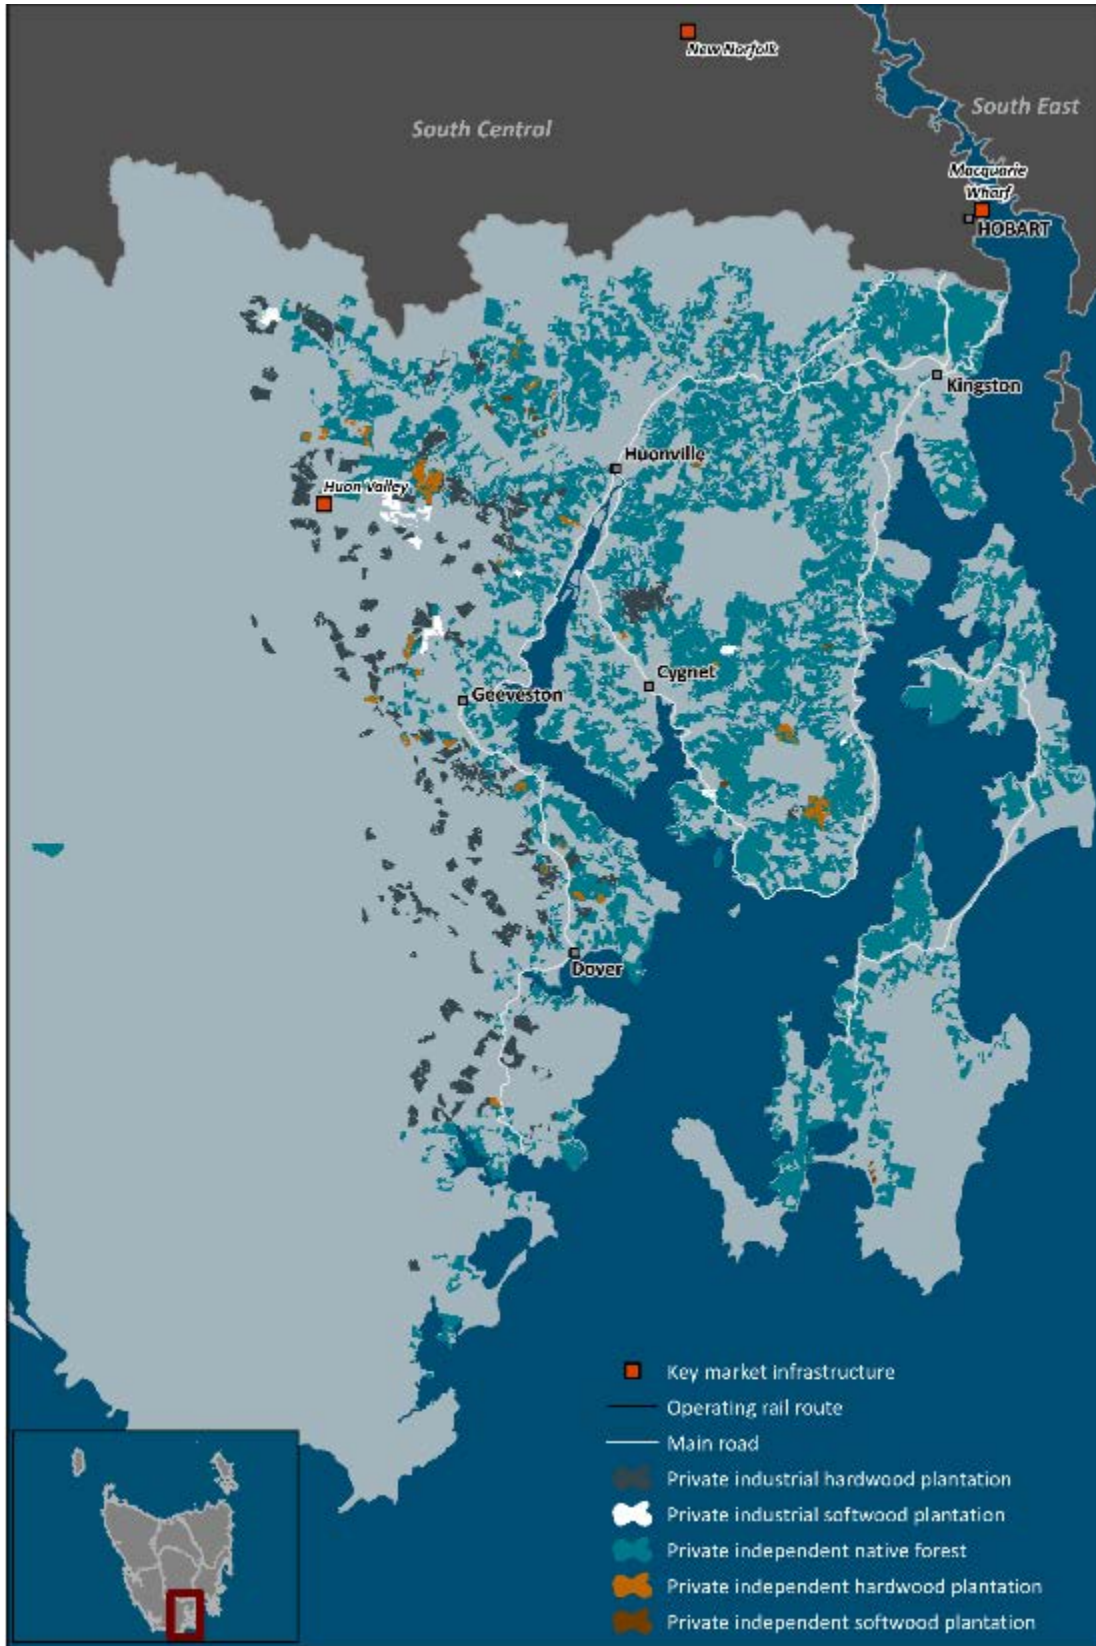 New Norfolk
South East
South Central
Macquarie
Wharf
HOBART
Kingston
Huonville
Huon Valley
Cygnet
Geeveston
Dover
Key market infrastructure
Operating rail route
Main road
Private industrial hardwood plantation
Private industrial softwood plantation
Private independent native forest
Private independent hardwood plantation
Private independent softwood plantation